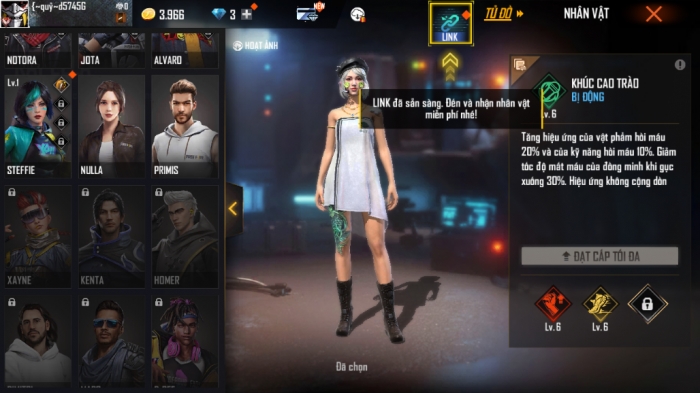 {~quỹ~d5745G
0
3.966
3
NEW
LINK
TỦ ĐỒ
NHÂN VẬT
NOTORA
JOTA
ALVARO
HOẠT ẢNH
LINK đã sẵn sàng. Đến và nhận nhân vật
miễn phí nhé!
KHÚC CAO TRÀO
BỊ ĐỘNG
Lv. 6
Lv.1
STEFFIE
NULLA
PRIMIS
Tăng hiệu ứng của vật phẩm hồi máu
20% và của kỹ năng hồi máu 10%. Giảm
tốc độ mất máu của đồng minh khi gục
xuống 30%. Hiệu ứng không cộng dồn
XAYNE
KENTA
HOMER
ĐẠT CẤP TỐI ĐA
Lv. 6
Lv. 6
Đã chọn